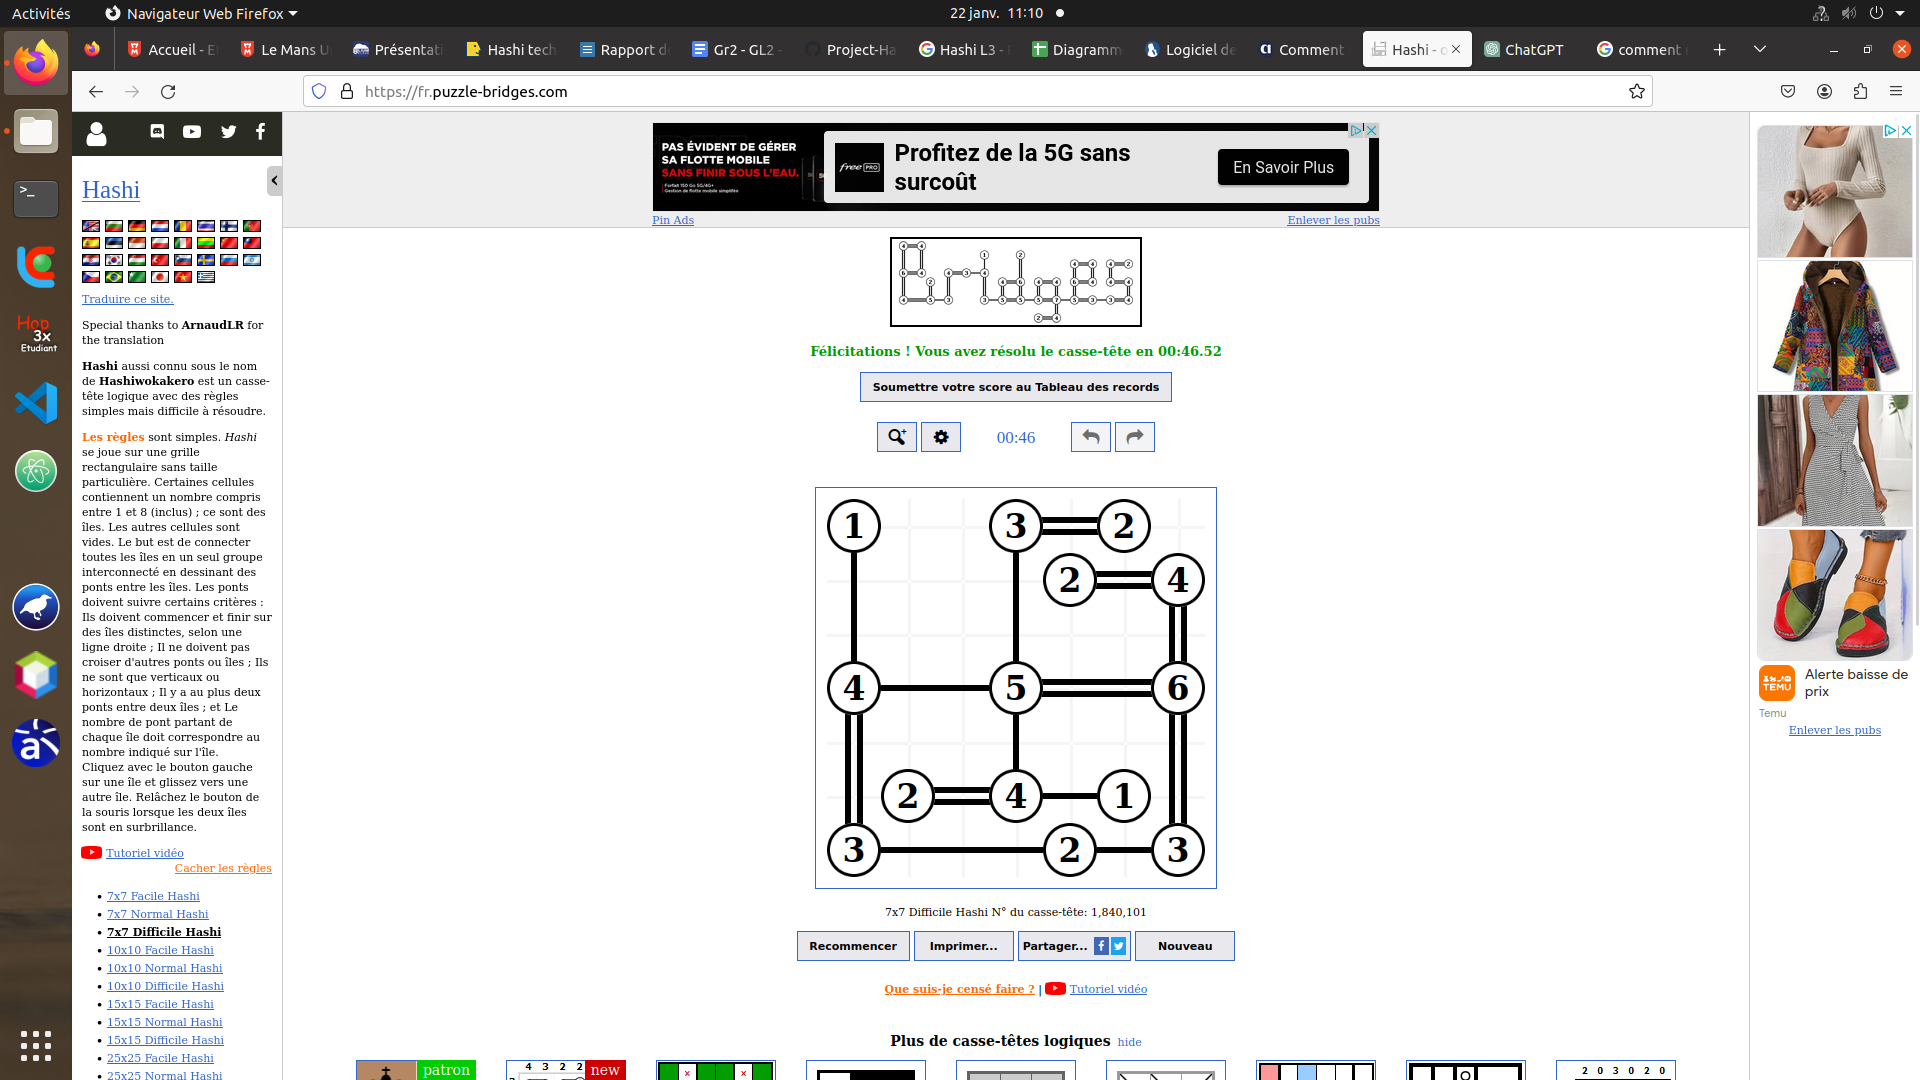 Activités
Navigateur Web Firefox
22 janv. 11:10
Accueil - E
Le Mans U
Présentati
Hashi tech
Rapport d
Gr2 - GL2 -
Project-Ha
Hashi L3 -
Diagramm
Logiciel de
Comment
Hashi - o
ChatGPT
comment
https://fr.puzzle-bridges.com
Hashi
Traduire ce site.
Special thanks to ArnaudLR for
the translation
Hashi aussi connu sous le nom
de Hashiwokakero est un casse-
tête logique avec des règles
simples mais difficile à résoudre.
Les règles sont simples. Hashi
se joue sur une grille
rectangulaire sans taille
particulière. Certaines cellules
contiennent un nombre compris
entre 1 et 8 (inclus) ; ce sont des
îles. Les autres cellules sont
vides. Le but est de connecter
toutes les îles en un seul groupe
interconnecté en dessinant des
ponts entre les îles. Les ponts
doivent suivre certains critères :
Ils doivent commencer et finir sur
des îles distinctes, selon une
ligne droite ; Il ne doivent pas
croiser d'autres ponts ou îles ; Ils
ne sont que verticaux ou
horizontaux ; Il y a au plus deux
ponts entre deux îles ; et Le
nombre de pont partant de
chaque île doit correspondre au
nombre indiqué sur l'île.
Cliquez avec le bouton gauche
sur une île et glissez vers une
autre île. Relâchez le bouton de
la souris lorsque les deux îles
sont en surbrillance.
Tutoriel vidéo
Cacher les règles
7x7 Facile Hashi
7x7 Normal Hashi
7x7 Difficile Hashi
10x10 Facile Hashi
10x10 Normal Hashi
10x10 Difficile Hashi
15x15 Facile Hashi
15x15 Normal Hashi
15x15 Difficile Hashi
25x25 Facile Hashi
25x25 Normal Hashi
Hop
3x
Etudiant
PAS ÉVIDENT DE GÉRER
SA FLOTTE MOBILE
SANS FINIR SOUS L'EAU.
free PRO
Profitez de la 5G sans
surcoût
En Savoir Plus
Pin Ads
Enlever les pubs
Félicitations ! Vous avez résolu le casse-tête en 00:46.52
Soumettre votre score au Tableau des records
00:46
1 3 2
2 4
4 5 6
2 4 1
3 2 3
7x7 Difficile Hashi N° du casse-tête: 1,840,101
Recommencer
Imprimer...
Partager...
Nouveau
Que suis-je censé faire ? | Tutoriel vidéo
Plus de casse-têtes logiques hide
patron
4 3 2 2
new
2 0 3 0 2 0
TEMU
Alerte baisse de
prix
Temu
Enlever les pubs